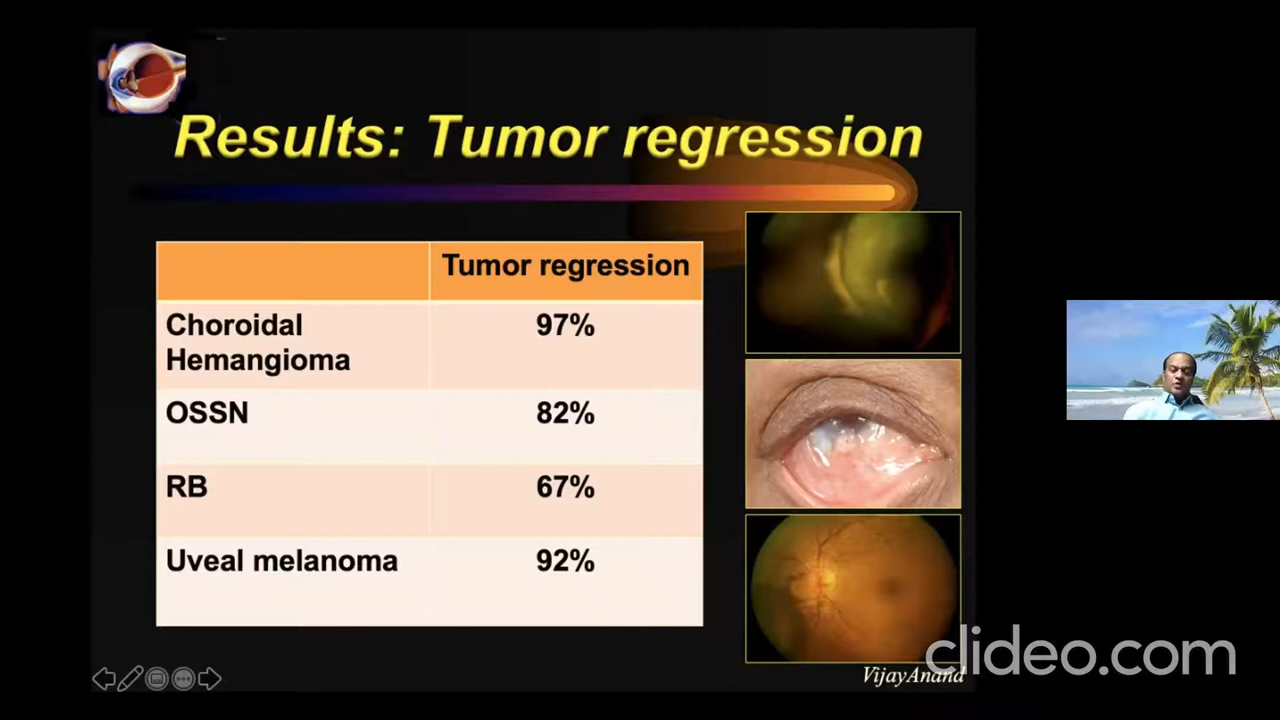 Results: Tumor regression
Tumor regression
Choroidal
Hemangioma
97%
OSSN
82%
RB
67%
Uveal melanoma
92%
VijayAnand
clideo.com